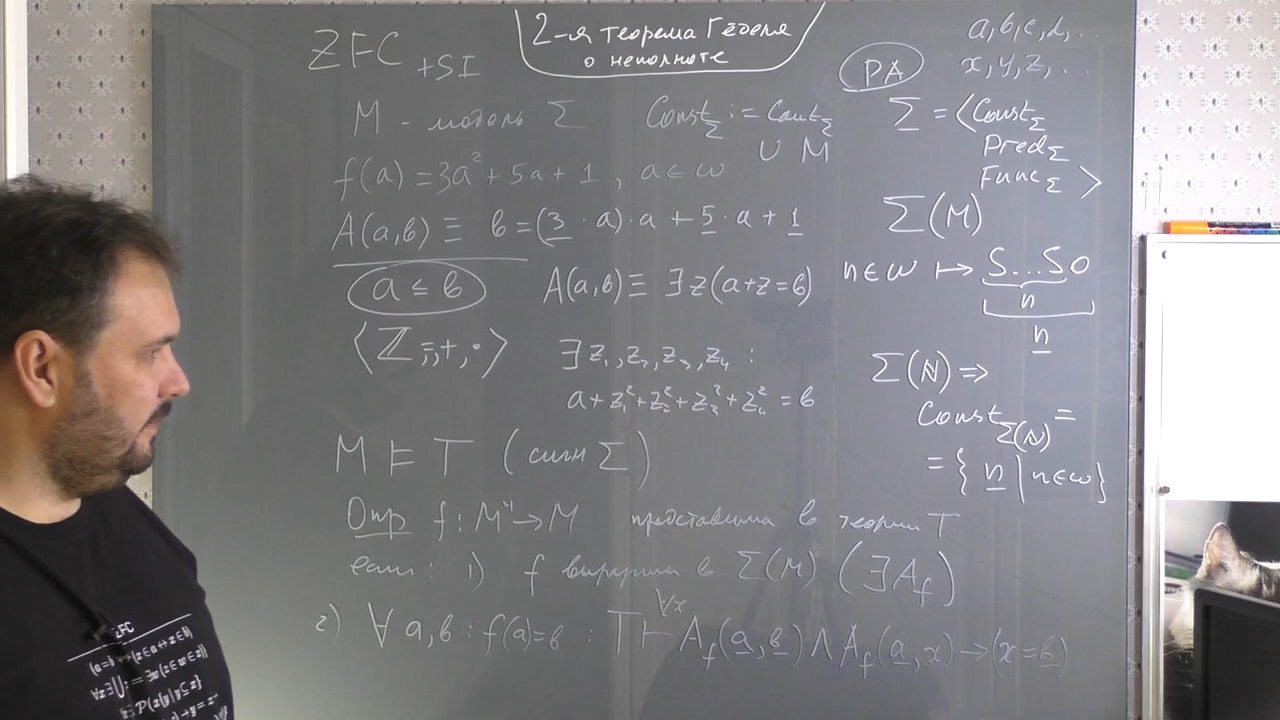 2-я теорема Гёделя
о неполноте
ZFC +SI
M - модель Σ Const_Σ := Const_Σ
∪ M
f(a) = 3a² + 5a + 1, a ∈ ω
A(a,b) ≡ b = (3 · a) · a + 5 · a + 1
a ≤ b A(a,b) ≡ ∃z(a+z=b)
⟨ℤ; =, +, ·⟩ ∃z₁, z₂, z₃, z₄ :
a + z₁² + z₂² + z₃² + z₄² = b
M ⊨ T (сигн Σ)
Опр f : Mⁿ → M представима в теории T
если: 1) f выразима в Σ(M) (∃A_f)
2) ∀a,b : f(a)=b : T ⊢ ∀x A_f(a,b) ∧ A_f(a,x) → (x=b)
a, b, c, d, ..
PA x, y, z, ..
Σ = ⟨Const_Σ
Pred_Σ
Func_Σ⟩
Σ(M)
n ∈ ω ↦ S...S0
n
n
Σ(ℕ) ⇒
Const_Σ(ℕ) =
= {n | n∈ω}
ZFC